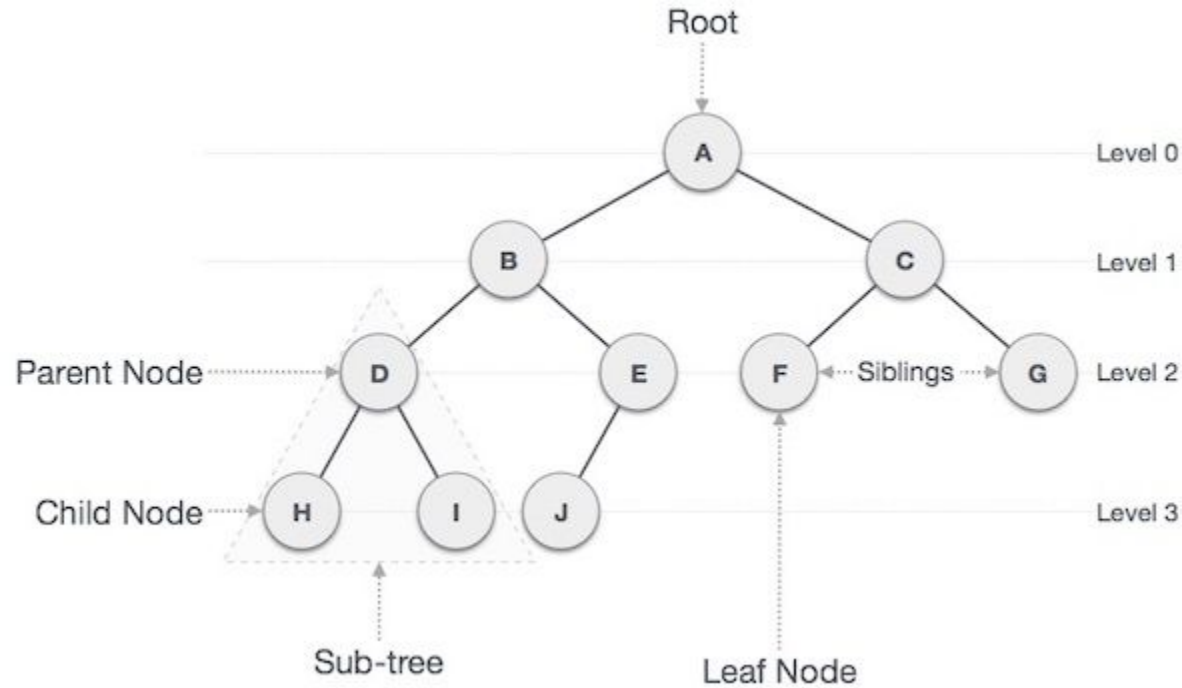 Root
A
Level 0
B
C
Level 1
Parent Node
D
E
F
Siblings
G
Level 2
Child Node
H
I
J
Level 3
Sub-tree
Leaf Node